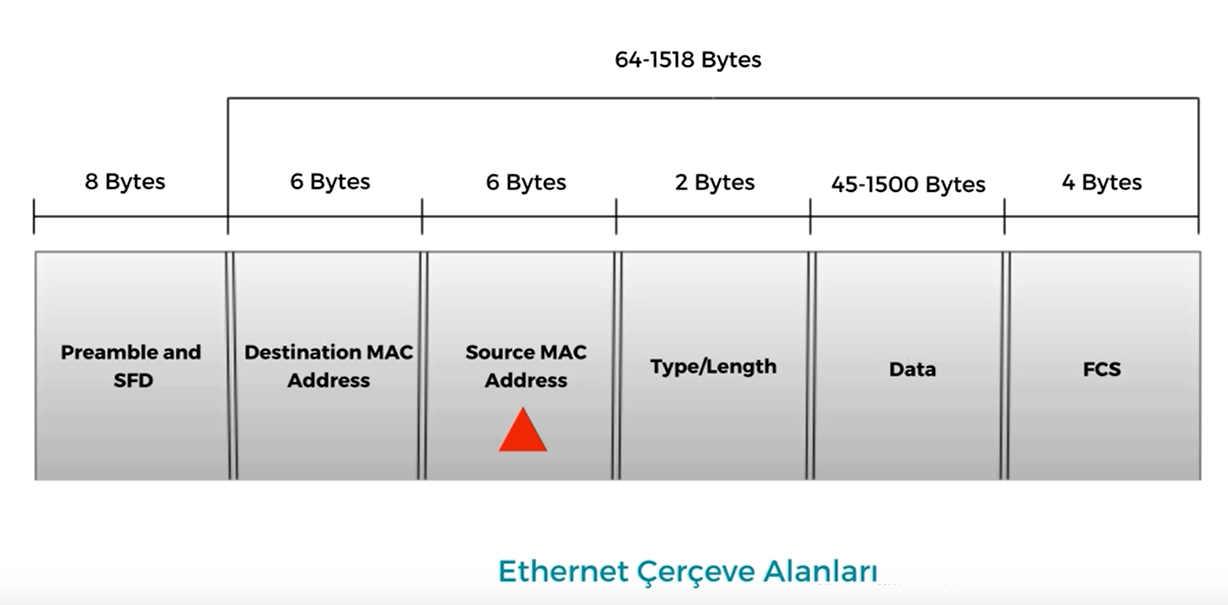 64-1518 Bytes
8 Bytes
6 Bytes
6 Bytes
2 Bytes
45-1500 Bytes
4 Bytes
Preamble and
SFD
Destination MAC
Address
Source MAC
Address
Type/Length
Data
FCS
Ethernet Çerçeve Alanları